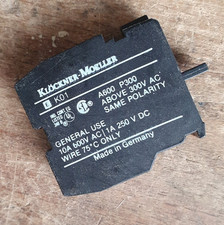 KLÖCKNER-MOELLER
E K01
A600 P300
ABOVE 300V AC
SAME POLARITY
GENERAL USE
10A 600V AC 1A 250 V DC
WIRE 75°C ONLY
Made in Germany